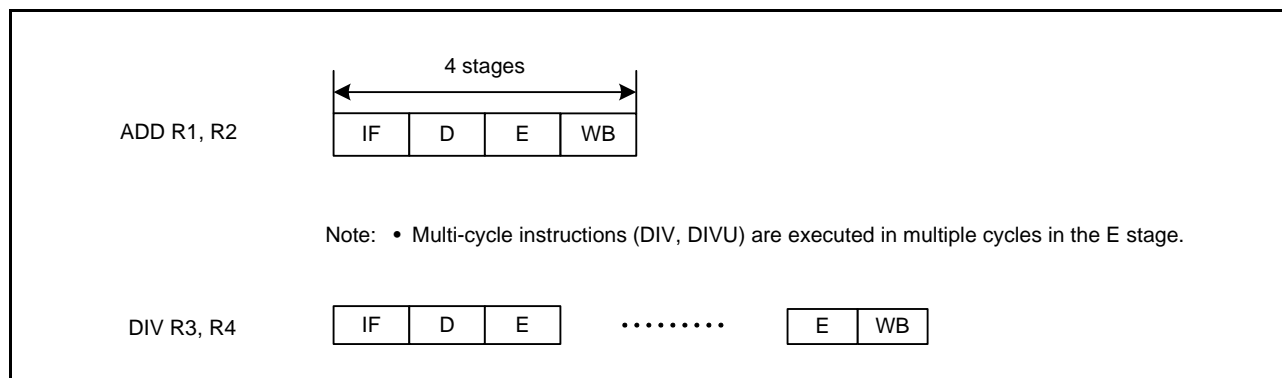 4 stages
ADD R1, R2 IF D E WB
Note: • Multi-cycle instructions (DIV, DIVU) are executed in multiple cycles in the E stage.
DIV R3, R4 IF D E ......... E WB